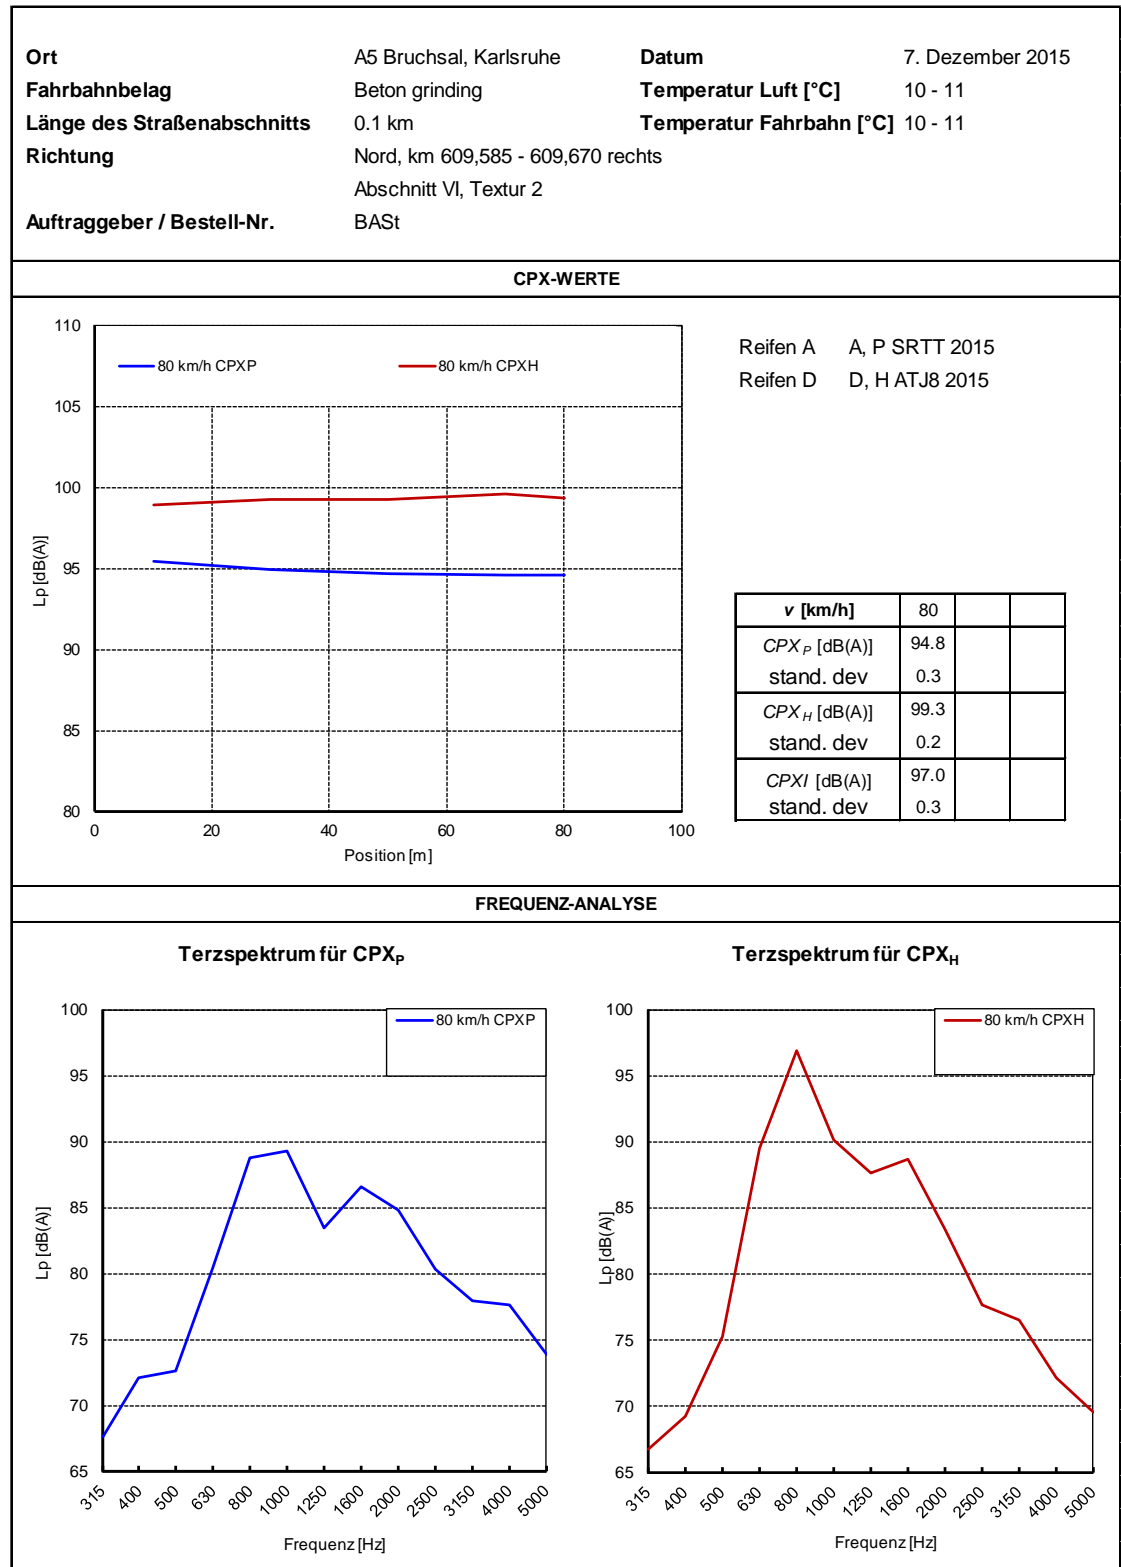 Ort A5 Bruchsal, Karlsruhe Datum 7. Dezember 2015
Fahrbahnbelag Beton grinding Temperatur Luft [°C] 10 - 11
Länge des Straßenabschnitts 0.1 km Temperatur Fahrbahn [°C] 10 - 11
Richtung Nord, km 609,585 - 609,670 rechts
Abschnitt VI, Textur 2
Auftraggeber / Bestell-Nr. BASt
CPX-WERTE
110
105
100
95
90
85
80
Lp [dB(A)]
80 km/h CPXP 80 km/h CPXH
0 20 40 60 80 100
Position [m]
Reifen A A, P SRTT 2015
Reifen D D, H ATJ8 2015
v [km/h] 80
CPX P [dB(A)] 94.8
stand. dev 0.3
CPX H [dB(A)] 99.3
stand. dev 0.2
CPXI [dB(A)] 97.0
stand. dev 0.3
FREQUENZ-ANALYSE
Terzspektrum für CPXP
100
95
90
85
80
75
70
65
Lp [dB(A)]
80 km/h CPXP
315 400 500 630 800 1000 1250 1600 2000 2500 3150 4000 5000
Frequenz [Hz]
Terzspektrum für CPXH
100
95
90
85
80
75
70
65
Lp [dB(A)]
80 km/h CPXH
315 400 500 630 800 1000 1250 1600 2000 2500 3150 4000 5000
Frequenz [Hz]